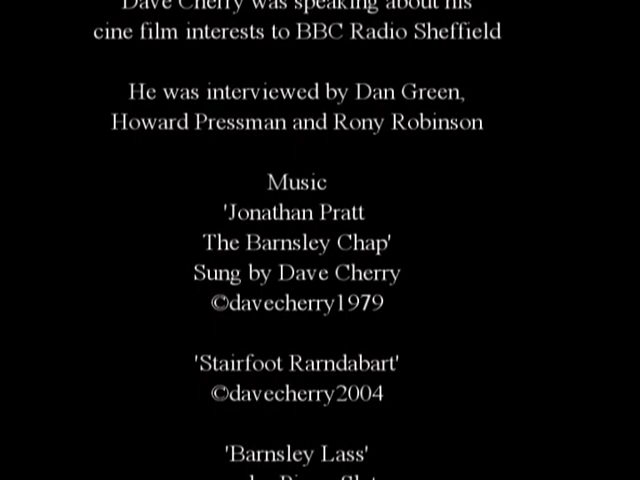 Dave Cherry was speaking about his
cine film interests to BBC Radio Sheffield
He was interviewed by Dan Green,
Howard Pressman and Rony Robinson
Music
'Jonathan Pratt
The Barnsley Chap'
Sung by Dave Cherry
©davecherry1979
'Stairfoot Rarndabart'
©davecherry2004
'Barnsley Lass'